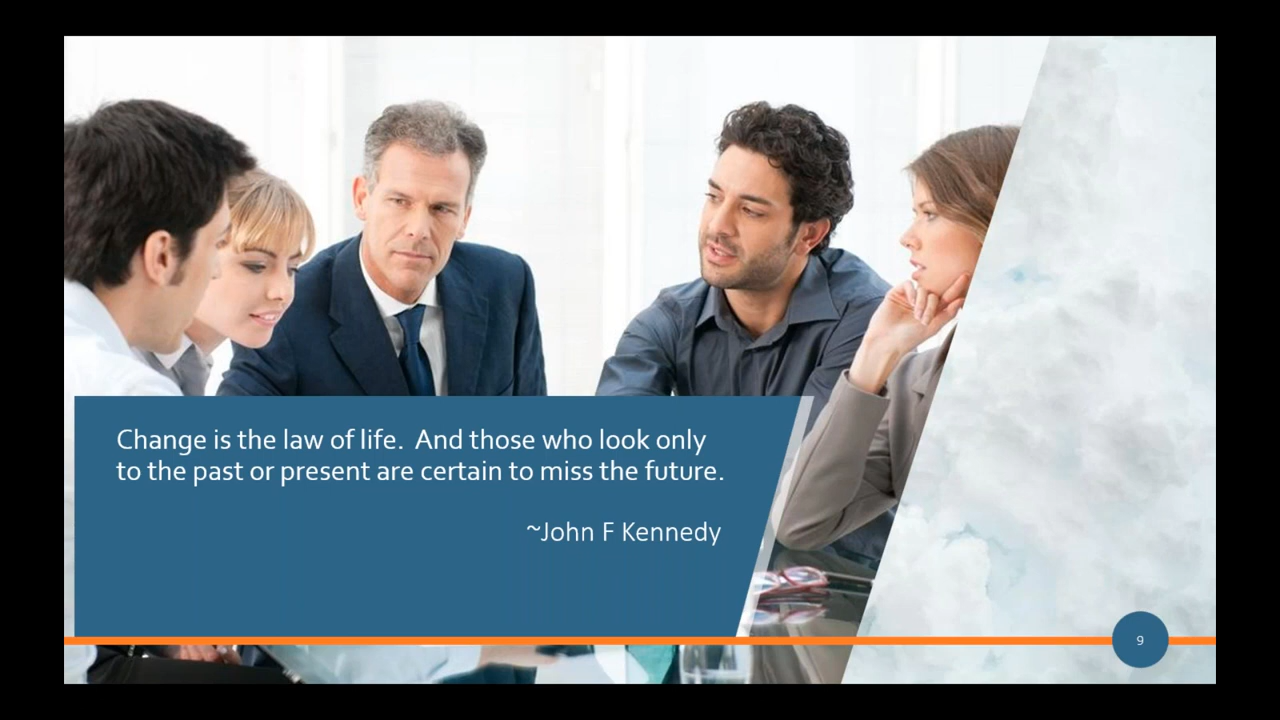 Change is the law of life.  And those who look only
to the past or present are certain to miss the future.
~John F Kennedy
9